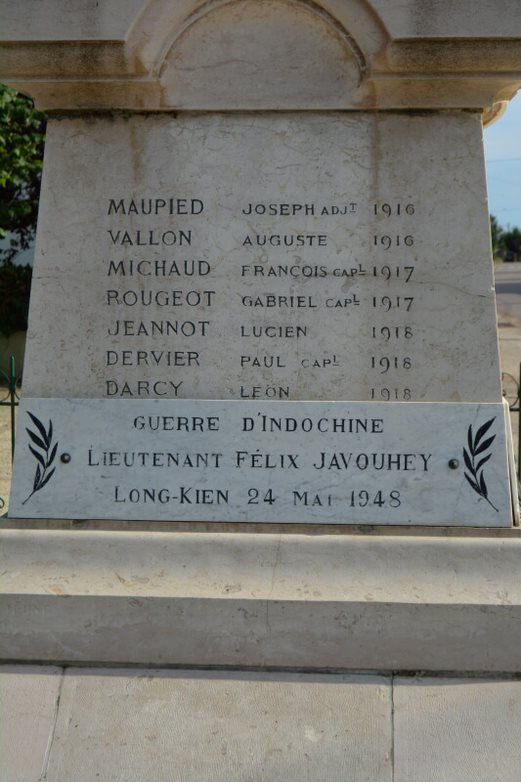 MAUPIED JOSEPH ADJT 1916
VALLON AUGUSTE 1916
MICHAUD FRANÇOIS CAPL 1917
ROUGEOT GABRIEL CAPL 1917
JEANNOT LUCIEN 1918
DERVIER PAUL CAPL 1918
DARCY LÉON 1918
GUERRE D'INDOCHINE
LIEUTENANT FÉLIX JAVOUHEY
LONG-KIEN 24 MAI 1948